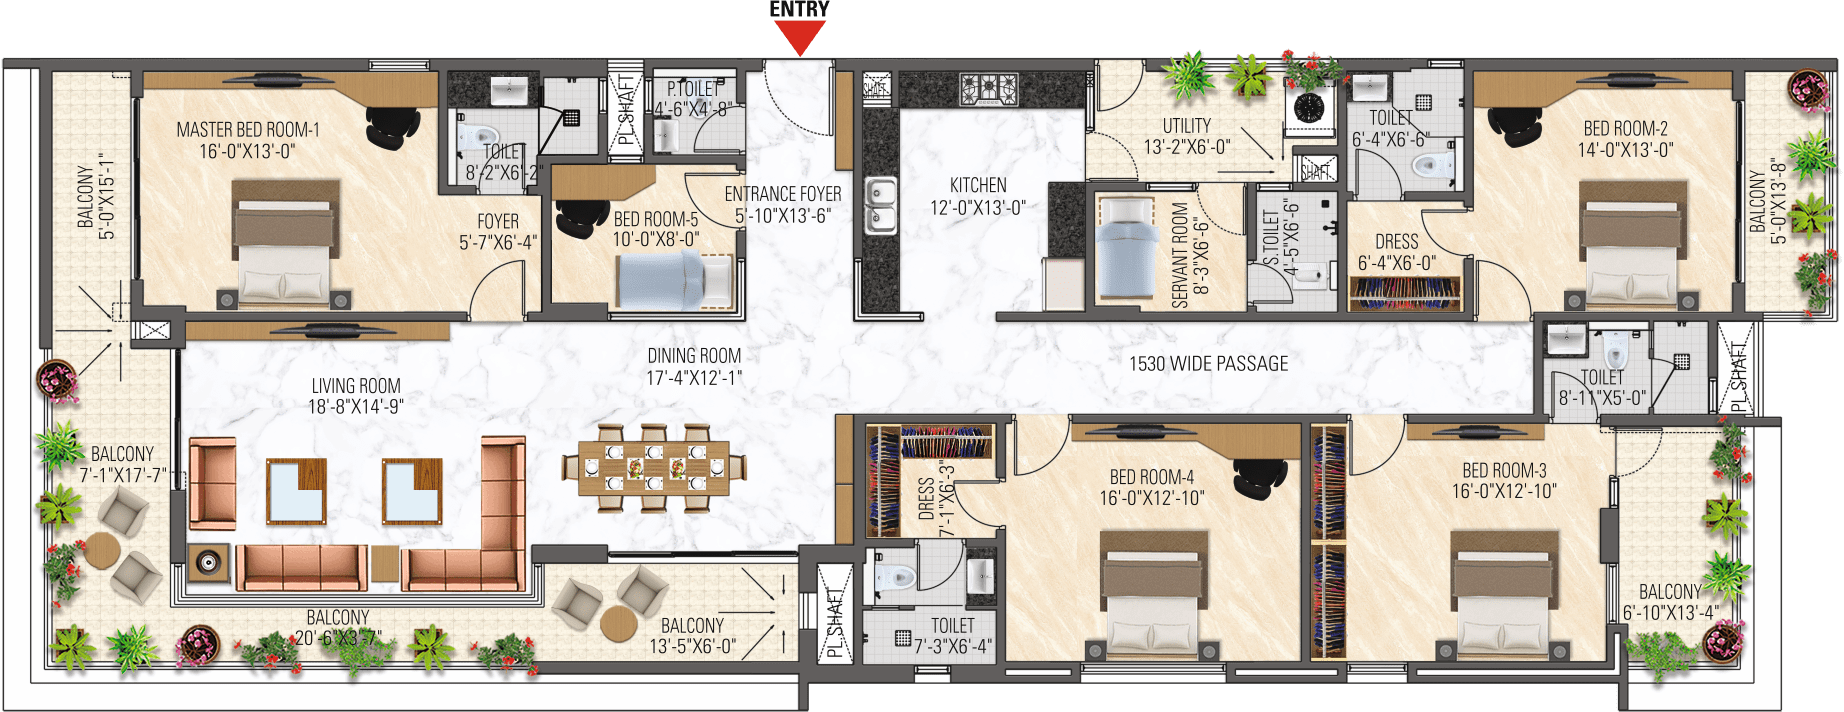 ENTRY
MASTER BED ROOM-1
16'-0"X13'-0"
BALCONY
5'-0"X15'-1"
TOILET
8'-2"X6'-2"
PL.SHAFT
P.TOILET
4'-6"X4'-8"
FOYER
5'-7"X6'-4"
BED ROOM-5
10'-0"X8'-0"
ENTRANCE FOYER
5'-10"X13'-6"
SHAFT
KITCHEN
12'-0"X13'-0"
UTILITY
13'-2"X6'-0"
SHAFT
SERVANT ROOM
8'-3"X6'-6"
S.TOILET
4'-5"X6'-6"
TOILET
6'-4"X6'-6"
DRESS
6'-4"X6'-0"
BED ROOM-2
14'-0"X13'-0"
BALCONY
5'-0"X13'-8"
LIVING ROOM
18'-8"X14'-9"
DINING ROOM
17'-4"X12'-1"
1530 WIDE PASSAGE
TOILET
8'-11"X5'-0"
PL.SHAFT
BALCONY
7'-1"X17'-7"
DRESS
7'-1"X6'-3"
BED ROOM-4
16'-0"X12'-10"
BED ROOM-3
16'-0"X12'-10"
BALCONY
6'-10"X13'-4"
BALCONY
20'-6"X3'-7"
BALCONY
13'-5"X6'-0"
PL.SHAFT
TOILET
7'-3"X6'-4"